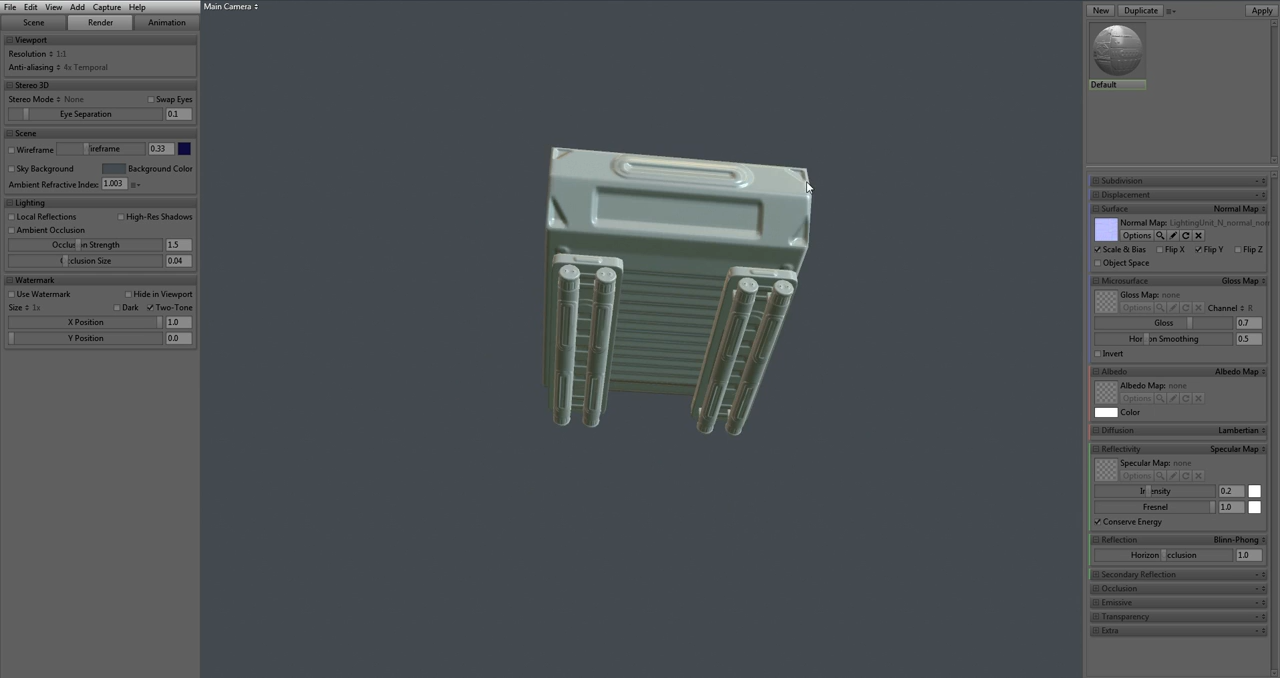 File Edit View Add Capture Help
Scene Render Animation
Viewport
Resolution 1:1
Anti-aliasing 4x Temporal
Stereo 3D
Stereo Mode None Swap Eyes
Eye Separation 0.1
Scene
Wireframe ireframe 0.33
Sky Background Background Color
Ambient Refractive Index: 1.003
Lighting
Local Reflections High-Res Shadows
Ambient Occlusion
Strength 1.5
Size 0.04
Watermark
Use Watermark Hide in Viewport
Size 1x Dark Two-Tone
X Position 1.0
Y Position 0.0
Main Camera
New Duplicate Apply
Default
Subdivision
Displacement
Surface Normal Map
Normal Map: LightingUnit_N_normal_non
Options
Scale & Bias Flip X Flip Y Flip Z
Object Space
Microsurface Gloss Map
Gloss Map: none
Options Channel R
Gloss 0.7
Smoothing 0.5
Invert
Albedo Albedo Map
Albedo Map: none
Options
Color
Diffusion Lambertian
Reflectivity Specular Map
Specular Map: none
Options
Intensity 0.2
Fresnel 1.0
Conserve Energy
Reflection Blinn-Phong
Horizon cclusion 1.0
Secondary Reflection
Occlusion
Emissive
Transparency
Extra